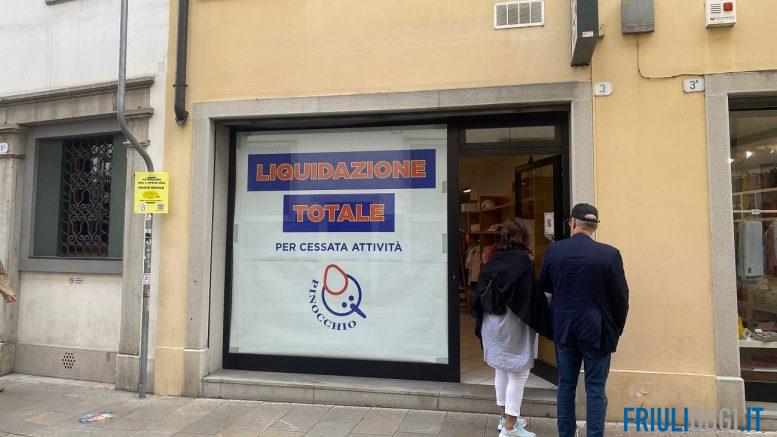 LIQUIDAZIONE
TOTALE
PER CESSATA ATTIVITÀ
PINOCCHIO
3
3A
FRIULIOGGI.IT